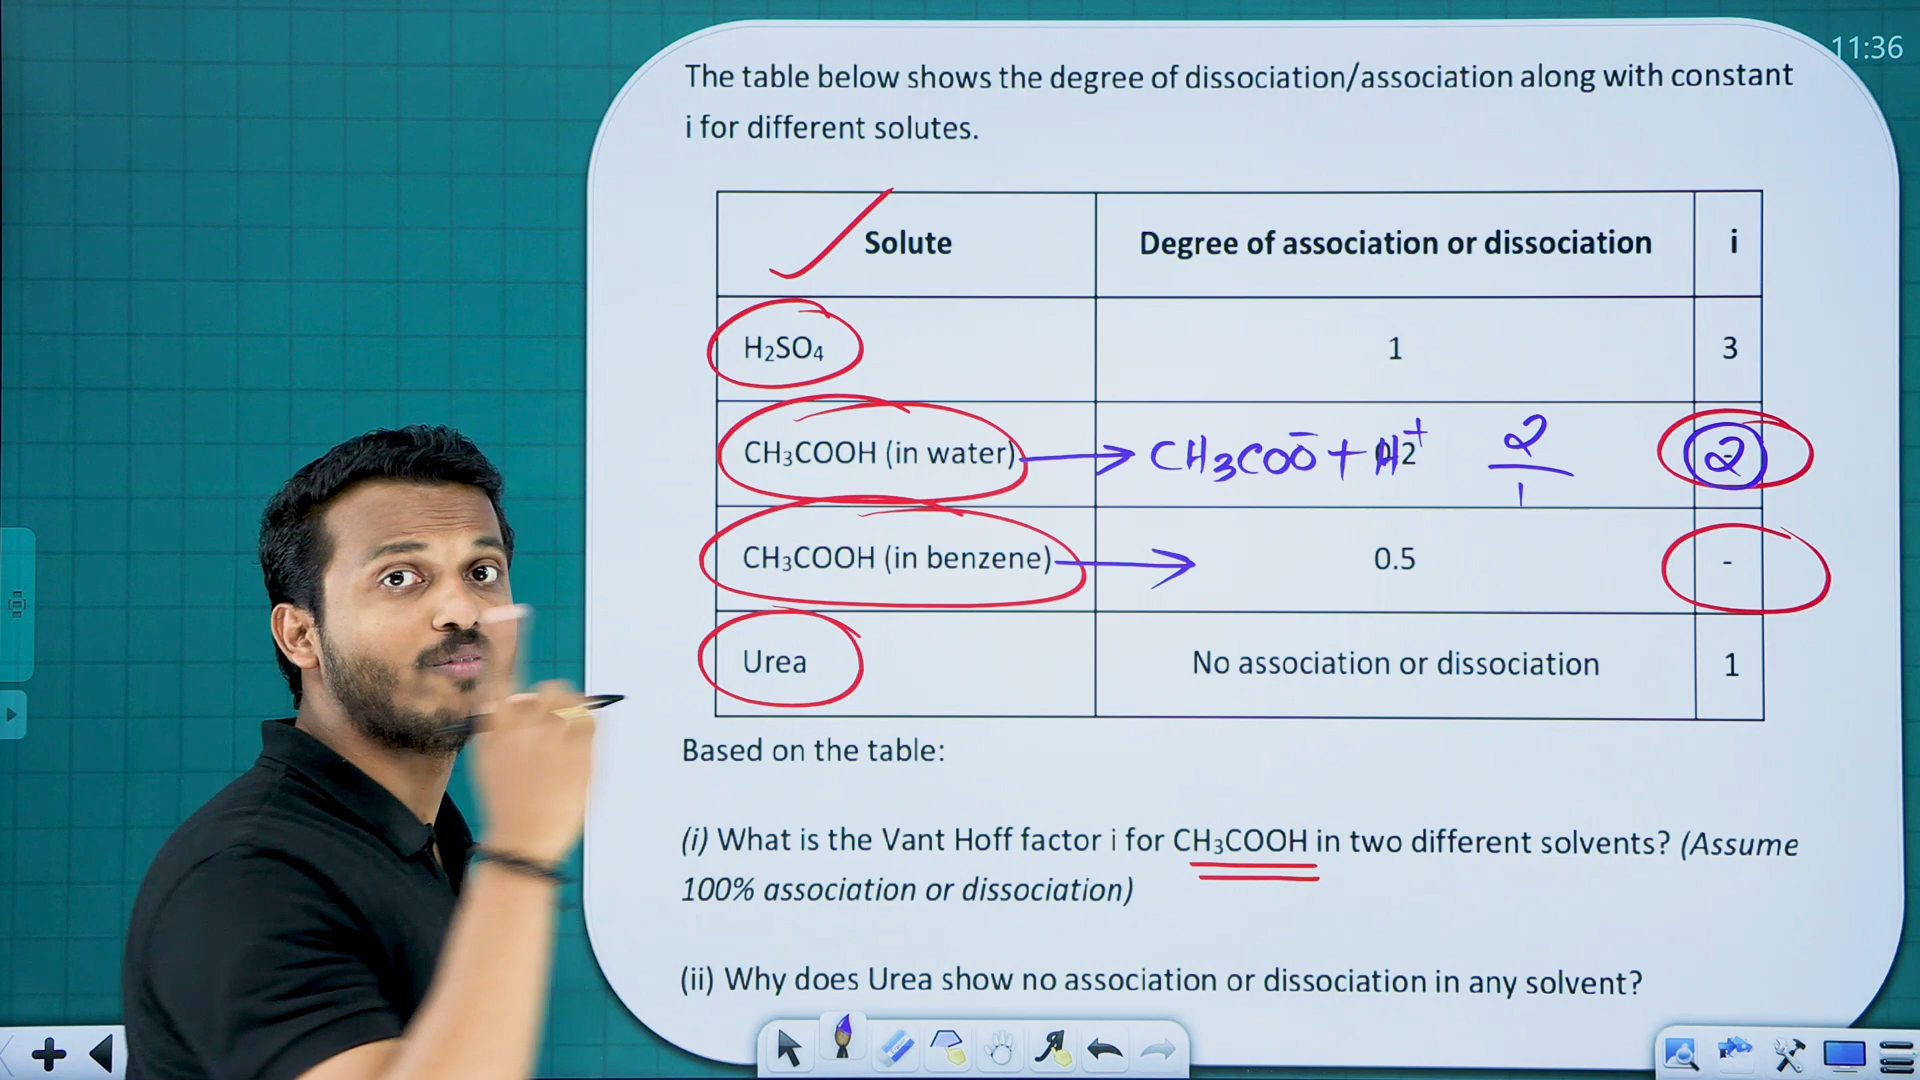 11:36
The table below shows the degree of dissociation/association along with constant
i for different solutes.
Solute Degree of association or dissociation i
H₂SO₄ 1 3
CH₃COOH (in water) → CH₃COO⁻ + H⁺ 2/1 2
CH₃COOH (in benzene) → 0.5 -
Urea No association or dissociation 1
Based on the table:
(i) What is the Vant Hoff factor i for CH₃COOH in two different solvents? (Assume
100% association or dissociation)
(ii) Why does Urea show no association or dissociation in any solvent?